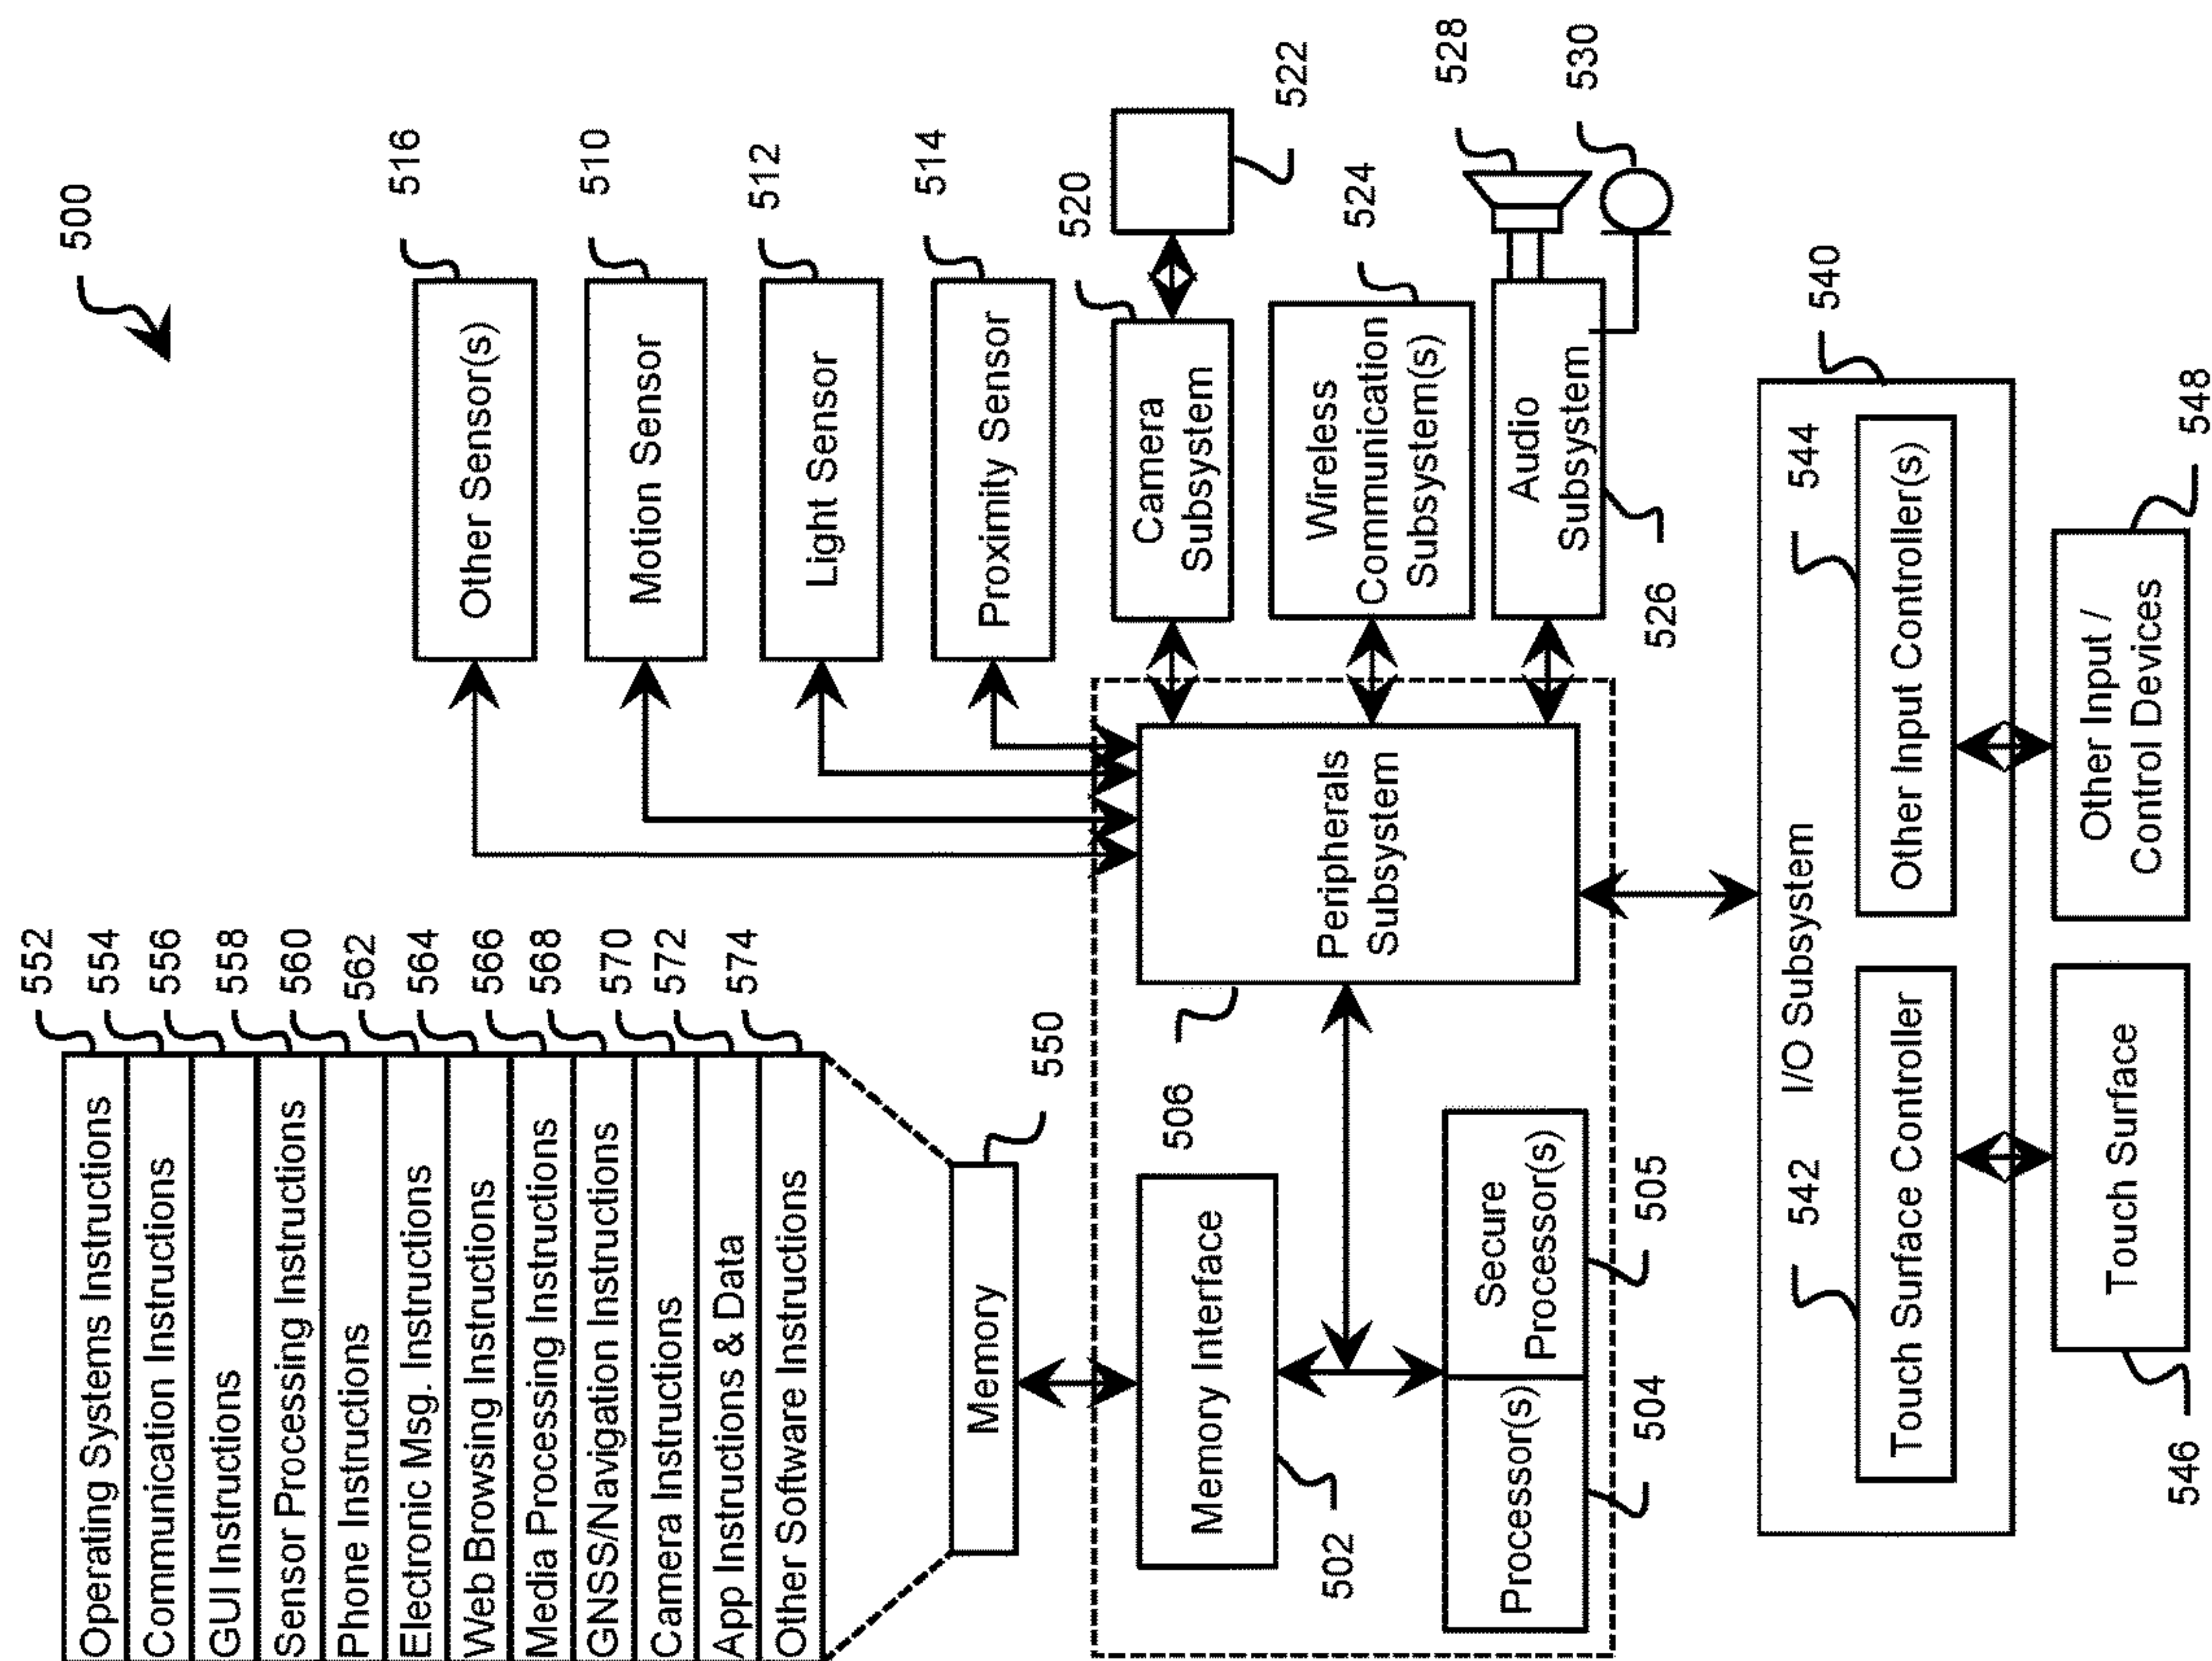 500
552
554
556
558
560
562
564
566
568
570
572
574
Operating Systems Instructions
Communication Instructions
GUI Instructions
Sensor Processing Instructions
Phone Instructions
Electronic Msg. Instructions
Web Browsing Instructions
Media Processing Instructions
GNSS/Navigation Instructions
Camera Instructions
App Instructions & Data
Other Software Instructions
Memory
550
516
Other Sensor(s)
510
Motion Sensor
512
Light Sensor
514
Proximity Sensor
520
Camera
Subsystem
522
524
Wireless
Communication
Subsystem(s)
528
530
Audio
Subsystem
526
Peripherals
Subsystem
506
Memory Interface
502
Processor(s)
504
Secure
Processor(s)
505
540
I/O Subsystem
542
Touch Surface Controller
544
Other Input Controller(s)
Touch Surface
546
Other Input /
Control Devices
548